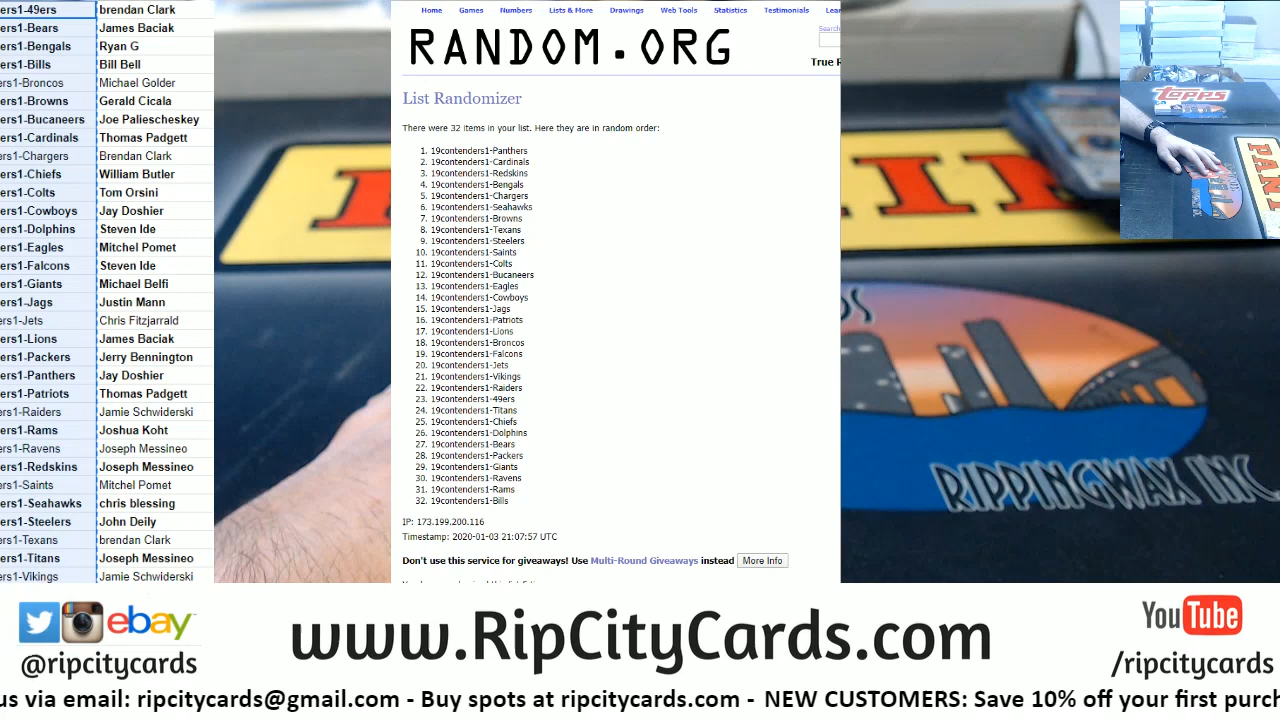 ers1-49ers brendan Clark
ers1-Bears James Baciak
ers1-Bengals Ryan G
ers1-Bills Bill Bell
ers1-Broncos Michael Golder
ers1-Browns Gerald Cicala
ers1-Bucaneers Joe Paliescheskey
ers1-Cardinals Thomas Padgett
ers1-Chargers Brendan Clark
ers1-Chiefs William Butler
ers1-Colts Tom Orsini
ers1-Cowboys Jay Doshier
ers1-Dolphins Steven Ide
ers1-Eagles Mitchel Pomet
ers1-Falcons Steven Ide
ers1-Giants Michael Belfi
ers1-Jags Justin Mann
ers1-Jets Chris Fitzjarrald
ers1-Lions James Baciak
ers1-Packers Jerry Bennington
ers1-Panthers Jay Doshier
ers1-Patriots Thomas Padgett
ers1-Raiders Jamie Schwiderski
ers1-Rams Joshua Koht
ers1-Ravens Joseph Messineo
ers1-Redskins Joseph Messineo
ers1-Saints Mitchel Pomet
ers1-Seahawks chris blessing
ers1-Steelers John Deily
ers1-Texans brendan Clark
ers1-Titans Joseph Messineo
ers1-Vikings Jamie Schwiderski
Home Games Numbers Lists & More Drawings Web Tools Statistics Testimonials Lear
Search
RANDOM.ORG
True R
List Randomizer
There were 32 items in your list. Here they are in random order:
1. 19contenders1-Panthers
2. 19contenders1-Cardinals
3. 19contenders1-Redskins
4. 19contenders1-Bengals
5. 19contenders1-Chargers
6. 19contenders1-Seahawks
7. 19contenders1-Browns
8. 19contenders1-Texans
9. 19contenders1-Steelers
10. 19contenders1-Saints
11. 19contenders1-Colts
12. 19contenders1-Bucaneers
13. 19contenders1-Eagles
14. 19contenders1-Cowboys
15. 19contenders1-Jags
16. 19contenders1-Patriots
17. 19contenders1-Lions
18. 19contenders1-Broncos
19. 19contenders1-Falcons
20. 19contenders1-Jets
21. 19contenders1-Vikings
22. 19contenders1-Raiders
23. 19contenders1-49ers
24. 19contenders1-Titans
25. 19contenders1-Chiefs
26. 19contenders1-Dolphins
27. 19contenders1-Bears
28. 19contenders1-Packers
29. 19contenders1-Giants
30. 19contenders1-Ravens
31. 19contenders1-Rams
32. 19contenders1-Bills
IP: 173.199.200.116
Timestamp: 2020-01-03 21:07:57 UTC
Don't use this service for giveaways! Use Multi-Round Giveaways instead More Info
topps
PANI
RIPPINGWAX INC.
ebay
@ripcitycards
www.RipCityCards.com
YouTube
/ripcitycards
us via email: ripcitycards@gmail.com - Buy spots at ripcitycards.com - NEW CUSTOMERS: Save 10% off your first purch